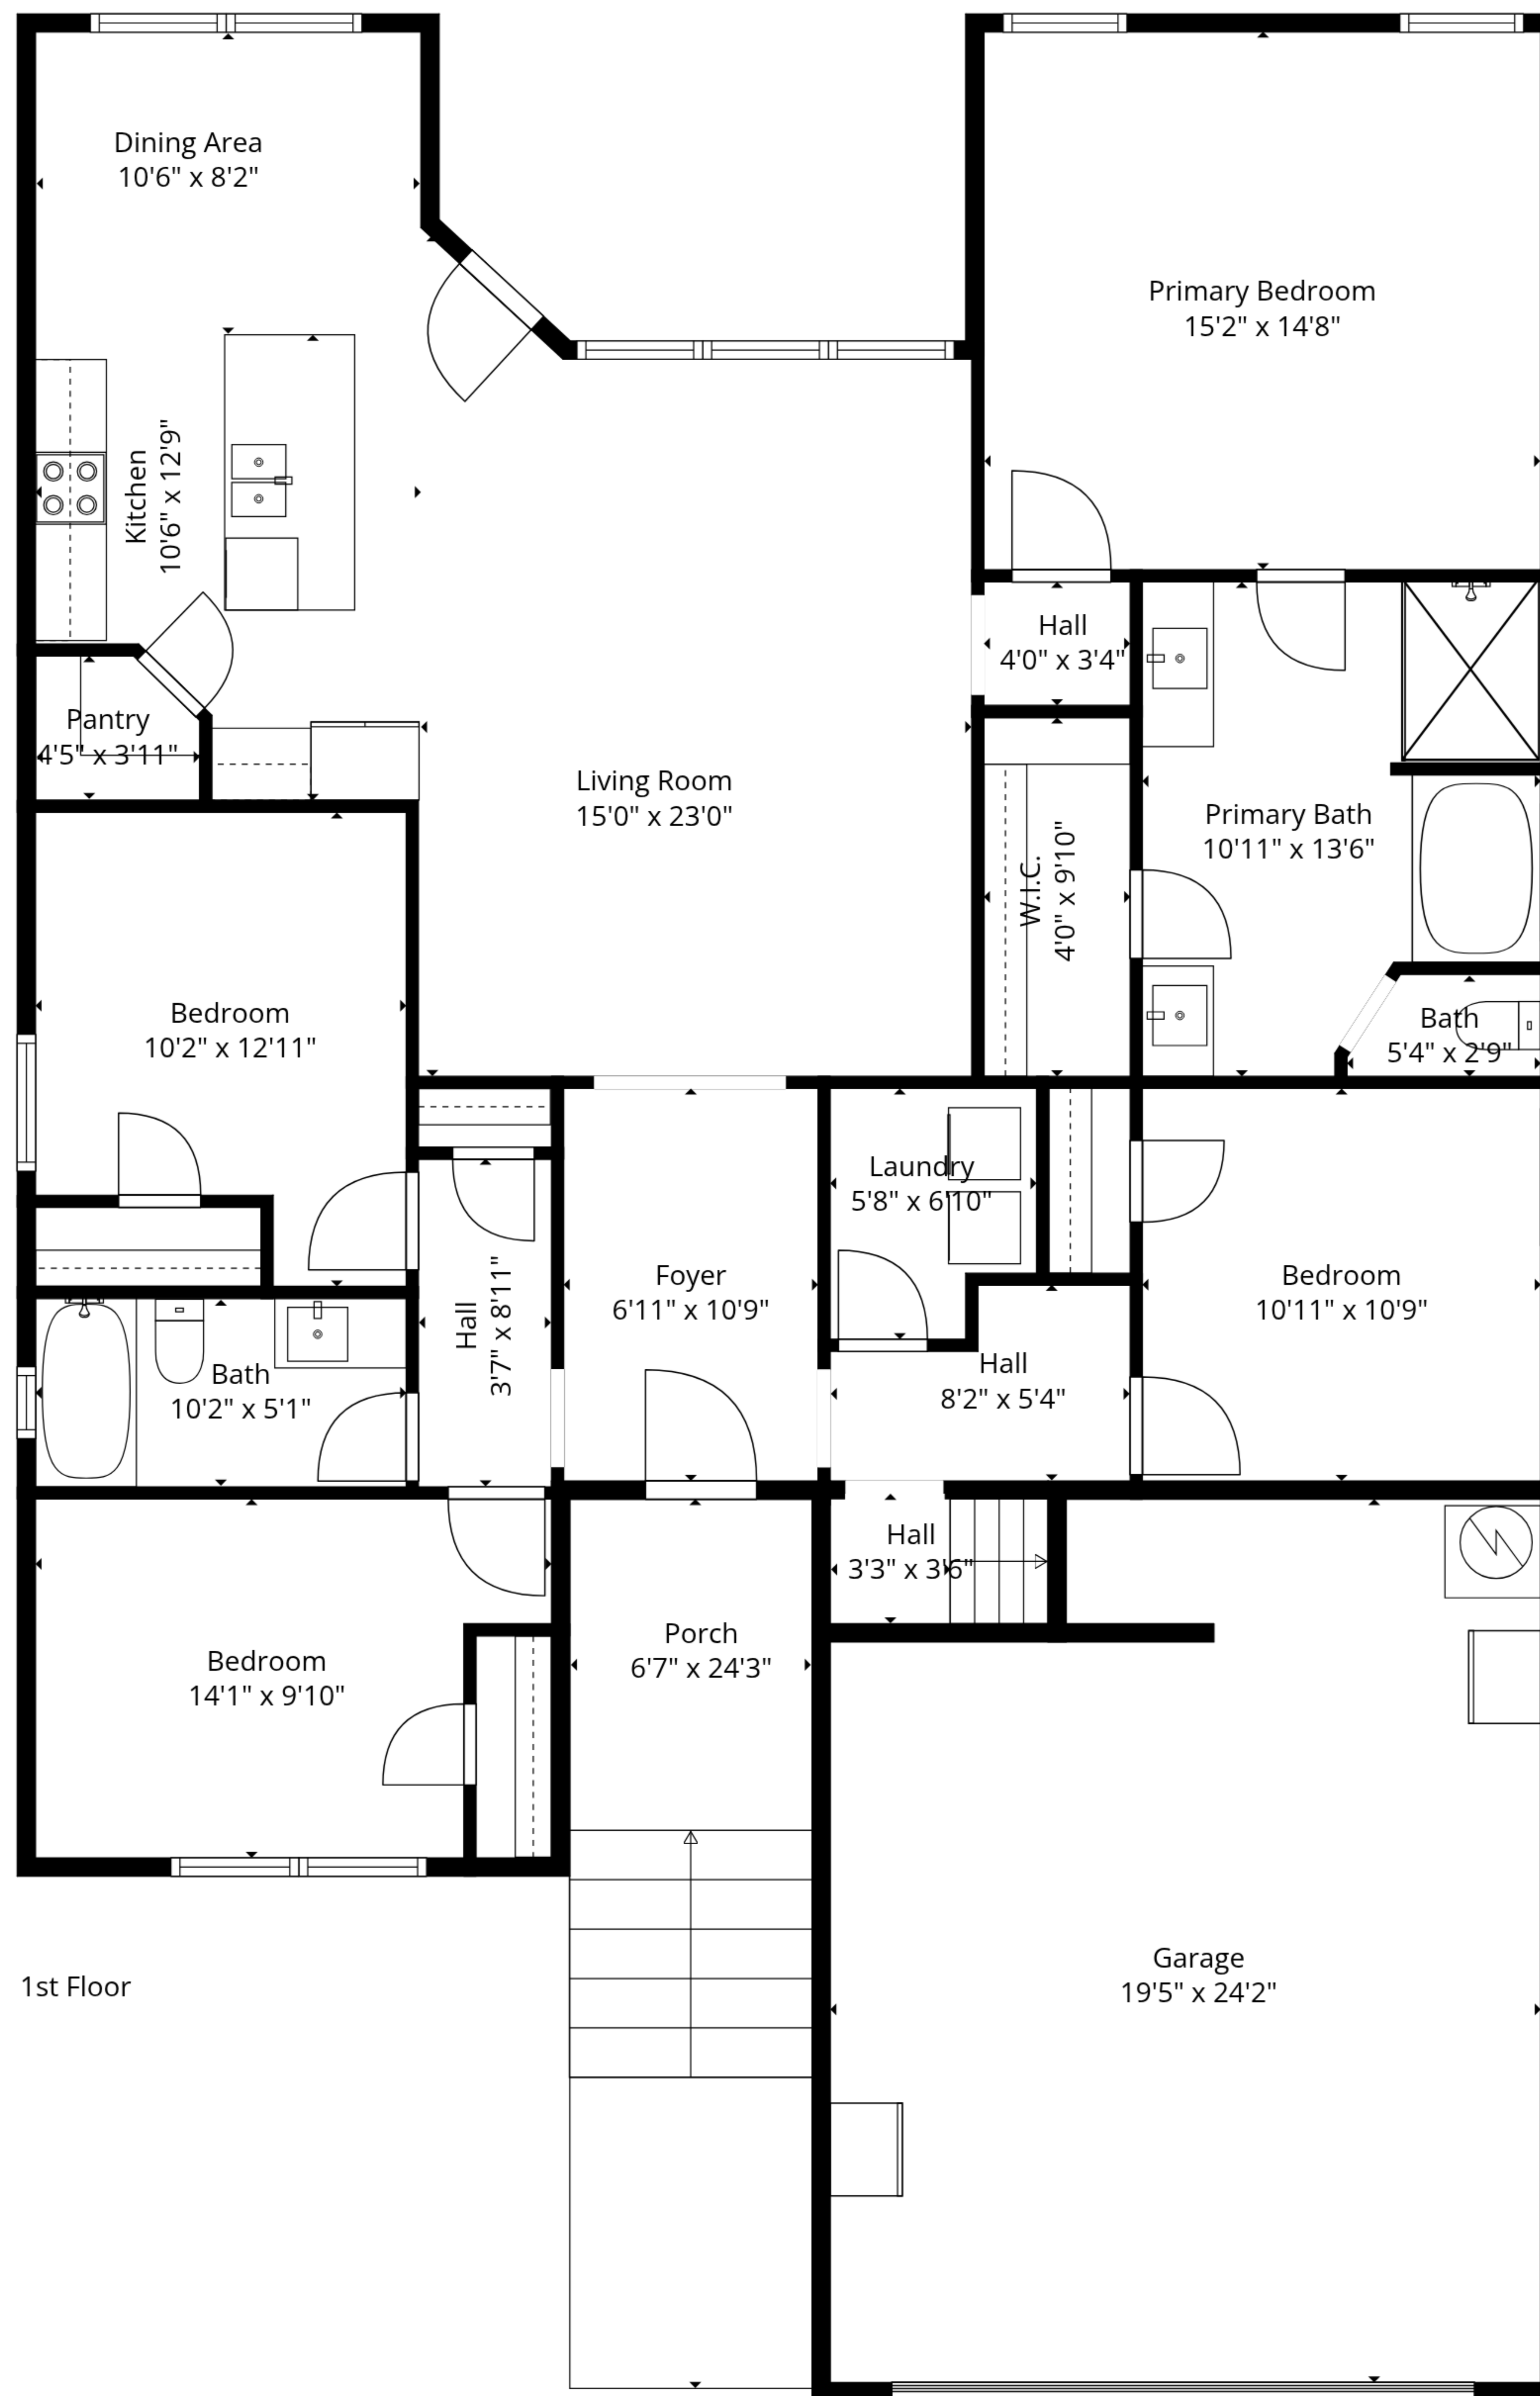 Dining Area
10'6" x 8'2"
Primary Bedroom
15'2" x 14'8"
Kitchen
10'6" x 12'9"
Hall
4'0" x 3'4"
Pantry
4'5" x 3'11"
Living Room
15'0" x 23'0"
Primary Bath
10'11" x 13'6"
W.I.C.
4'0" x 9'10"
Bedroom
10'2" x 12'11"
Bath
5'4" x 2'9"
Laundry
5'8" x 6'10"
Foyer
6'11" x 10'9"
Bedroom
10'11" x 10'9"
Hall
3'7" x 8'11"
Hall
8'2" x 5'4"
Bath
10'2" x 5'1"
Hall
3'3" x 3'6"
Porch
6'7" x 24'3"
Bedroom
14'1" x 9'10"
Garage
19'5" x 24'2"
1st Floor